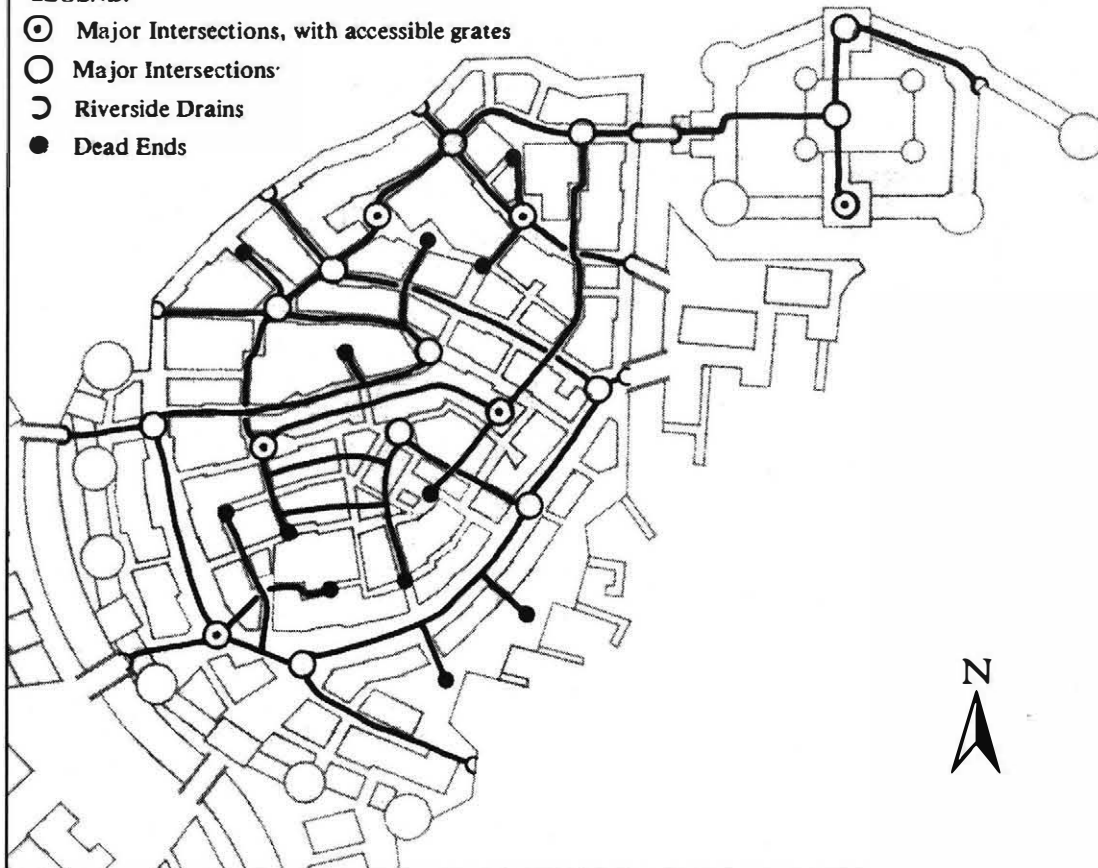 Major Intersections, with accessible grates
Major Intersections
Riverside Drains
Dead Ends
N